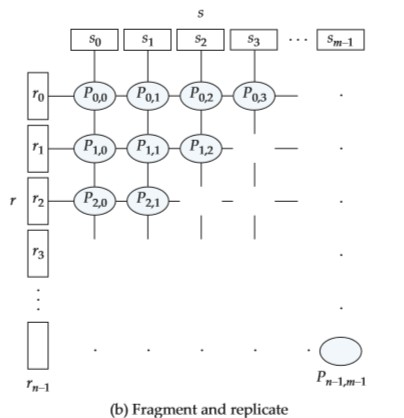 s
s0 s1 s2 s3 ... sm−1
r0 P0,0 P0,1 P0,2 P0,3
r1 P1,0 P1,1 P1,2
r r2 P2,0 P2,1
r3
rn−1 Pn−1,m−1
(b) Fragment and replicate